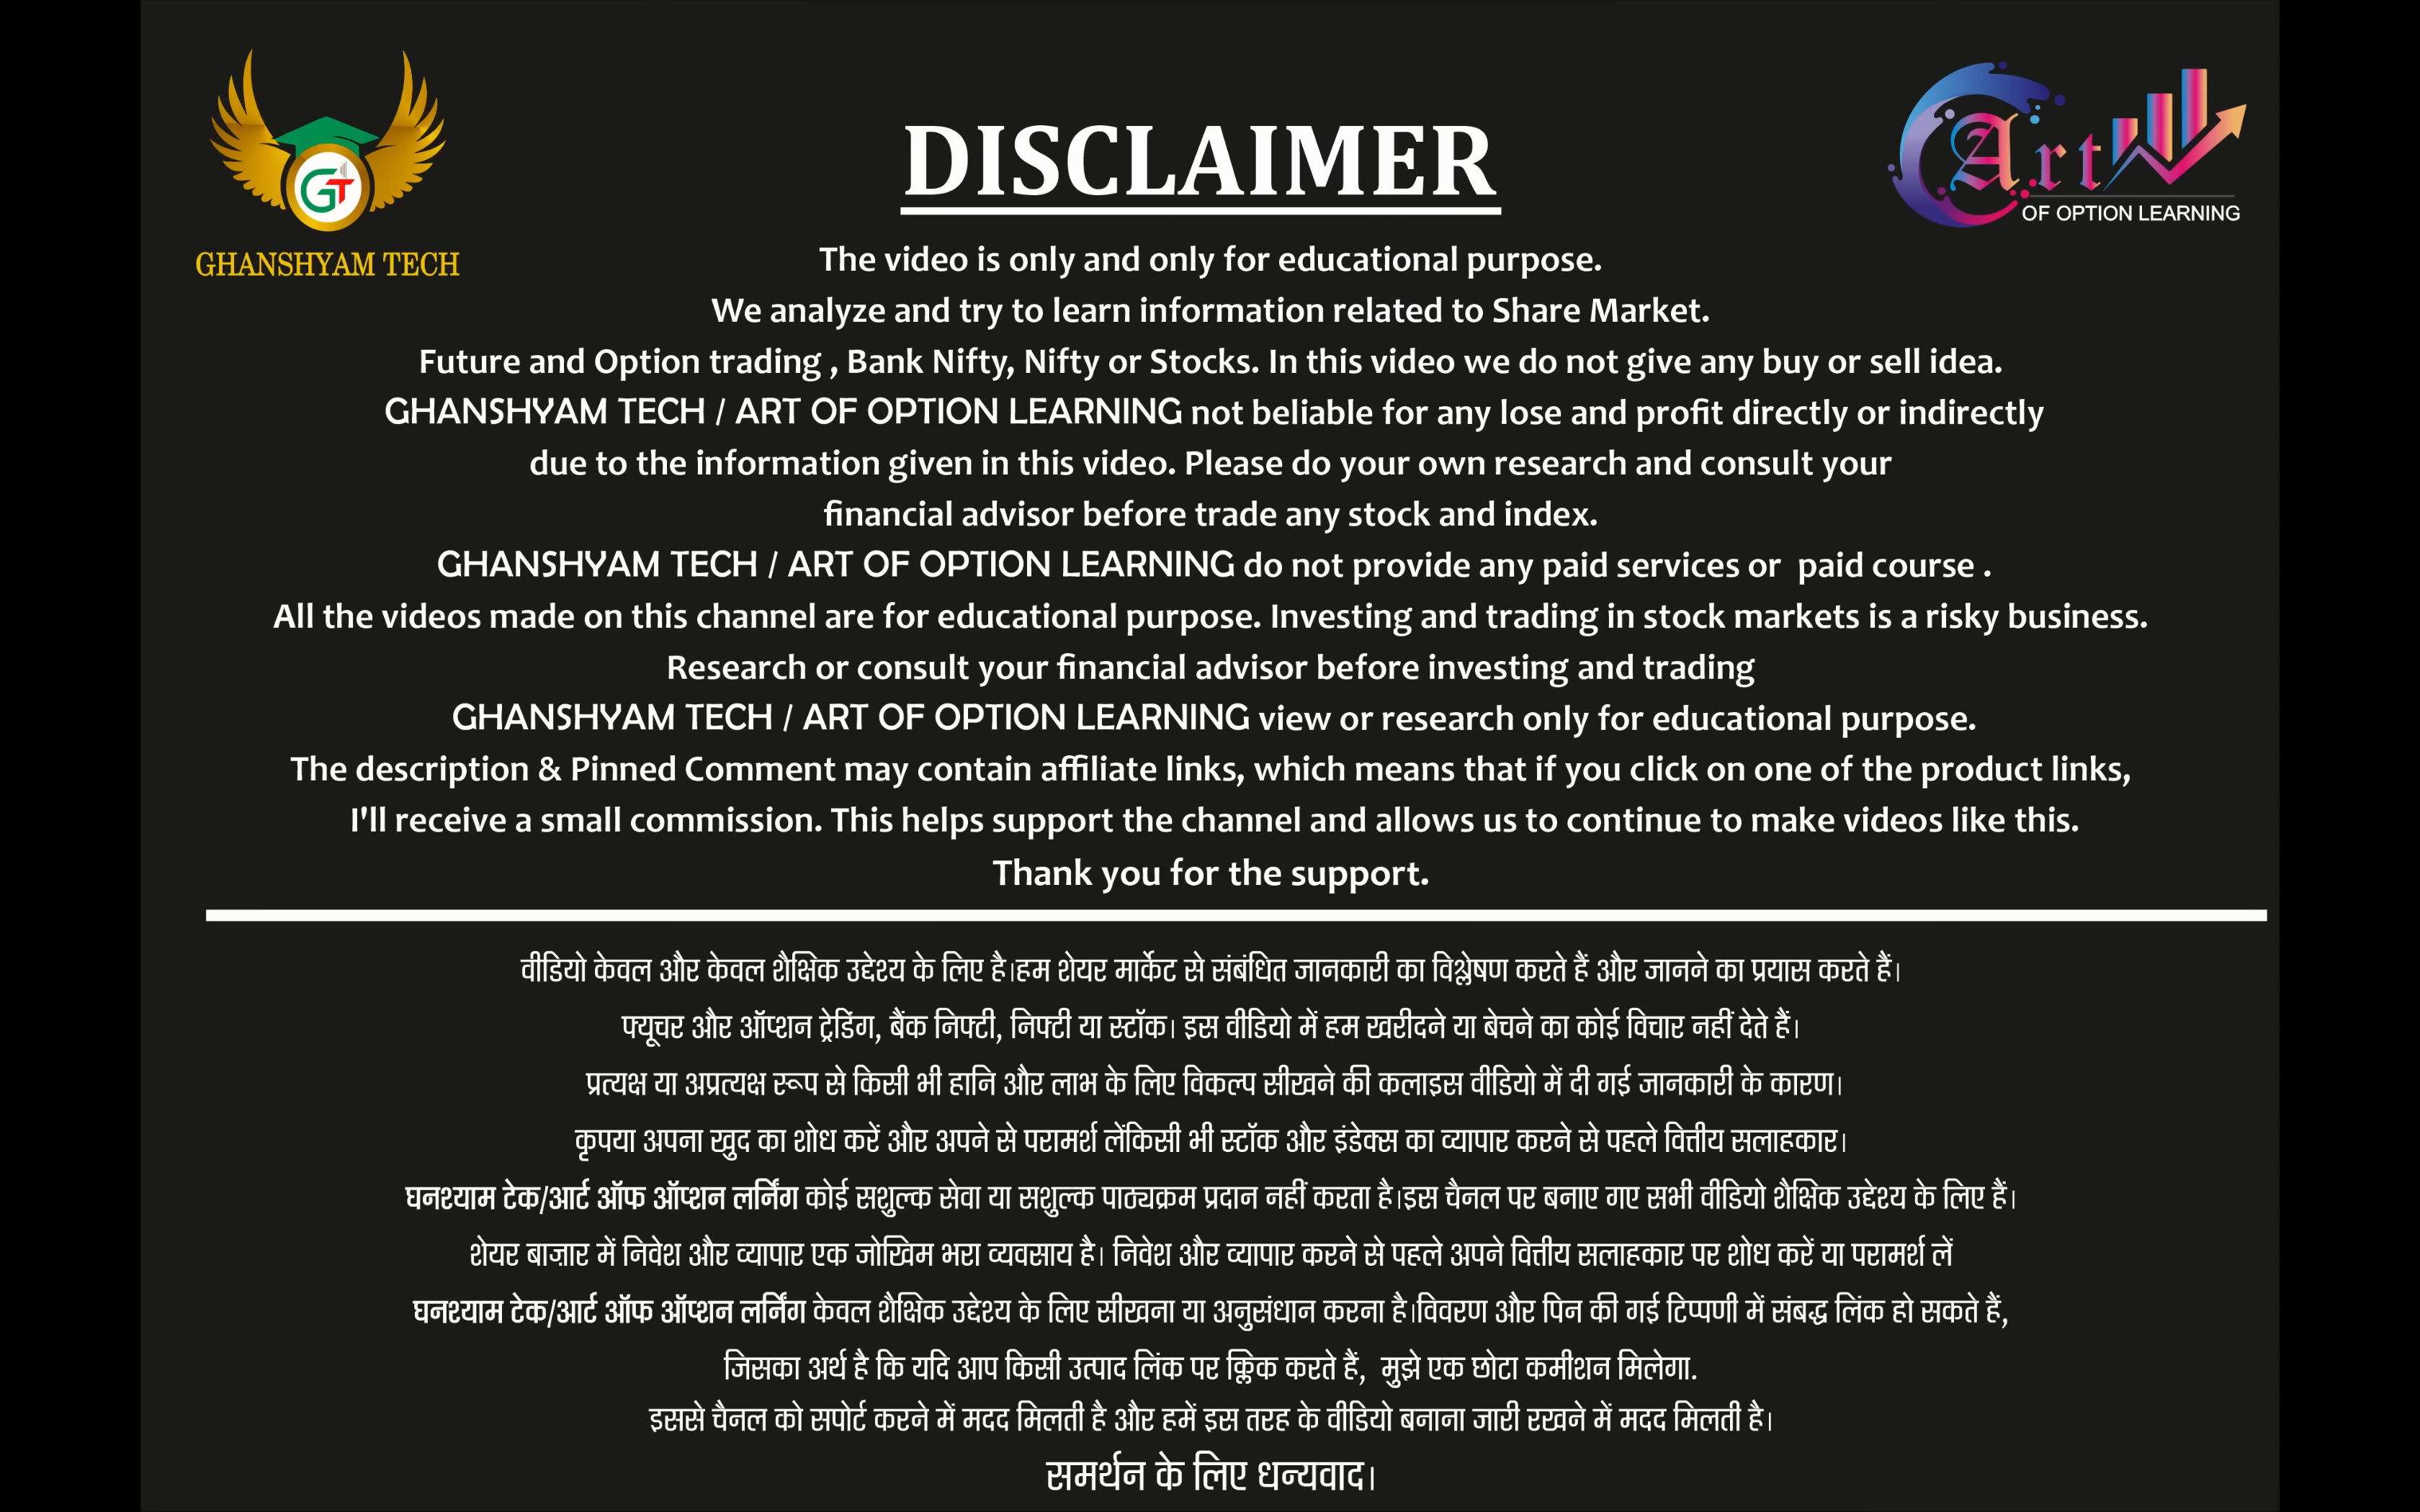 GT
GHANSHYAM TECH
DISCLAIMER
Art
OF OPTION LEARNING
The video is only and only for educational purpose.
We analyze and try to learn information related to Share Market.
Future and Option trading , Bank Nifty, Nifty or Stocks. In this video we do not give any buy or sell idea.
GHANSHYAM TECH / ART OF OPTION LEARNING not beliable for any lose and profit directly or indirectly
due to the information given in this video. Please do your own research and consult your
financial advisor before trade any stock and index.
GHANSHYAM TECH / ART OF OPTION LEARNING do not provide any paid services or  paid course .
All the videos made on this channel are for educational purpose. Investing and trading in stock markets is a risky business.
Research or consult your financial advisor before investing and trading
GHANSHYAM TECH / ART OF OPTION LEARNING view or research only for educational purpose.
The description & Pinned Comment may contain affiliate links, which means that if you click on one of the product links,
I'll receive a small commission. This helps support the channel and allows us to continue to make videos like this.
Thank you for the support.
वीडियो केवल और केवल शैक्षिक उद्देश्य के लिए है।हम शेयर मार्केट से संबंधित जानकारी का विश्लेषण करते हैं और जानने का प्रयास करते हैं।
फ्यूचर और ऑप्शन ट्रेडिंग, बैंक निफ्टी, निफ्टी या स्टॉक। इस वीडियो में हम खरीदने या बेचने का कोई विचार नहीं देते हैं।
प्रत्यक्ष या अप्रत्यक्ष रूप से किसी भी हानि और लाभ के लिए विकल्प सीखने की कलाइस वीडियो में दी गई जानकारी के कारण।
कृपया अपना खुद का शोध करें और अपने से परामर्श लेंकिसी भी स्टॉक और इंडेक्स का व्यापार करने से पहले वित्तीय सलाहकार।
घनश्याम टेक/आर्ट ऑफ ऑप्शन लर्निंग कोई सशुल्क सेवा या सशुल्क पाठ्यक्रम प्रदान नहीं करता है।इस चैनल पर बनाए गए सभी वीडियो शैक्षिक उद्देश्य के लिए हैं।
शेयर बाज़ार में निवेश और व्यापार एक जोखिम भरा व्यवसाय है। निवेश और व्यापार करने से पहले अपने वित्तीय सलाहकार पर शोध करें या परामर्श लें
घनश्याम टेक/आर्ट ऑफ ऑप्शन लर्निंग केवल शैक्षिक उद्देश्य के लिए सीखना या अनुसंधान करना है।विवरण और पिन की गई टिप्पणी में संबद्ध लिंक हो सकते हैं,
जिसका अर्थ है कि यदि आप किसी उत्पाद लिंक पर क्लिक करते हैं,  मुझे एक छोटा कमीशन मिलेगा.
इससे चैनल को सपोर्ट करने में मदद मिलती है और हमें इस तरह के वीडियो बनाना जारी रखने में मदद मिलती है।
समर्थन के लिए धन्यवाद।